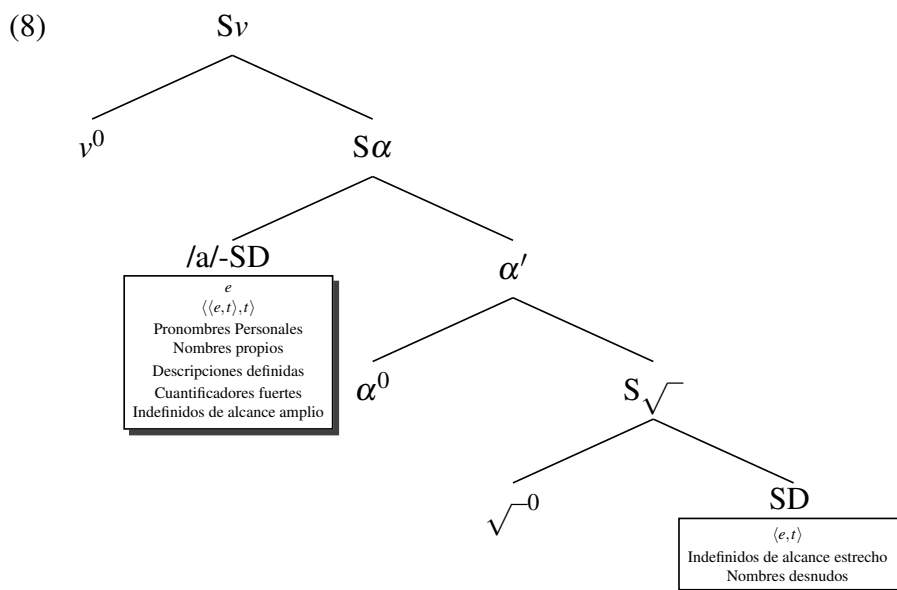 (8)
Sv
v⁰
Sα
/a/-SD
e
⟨⟨e,t⟩,t⟩
Pronombres Personales
Nombres propios
Descripciones definidas
Cuantificadores fuertes
Indefinidos de alcance amplio
α′
α⁰
S√
√⁰
SD
⟨e,t⟩
Indefinidos de alcance estrecho
Nombres desnudos